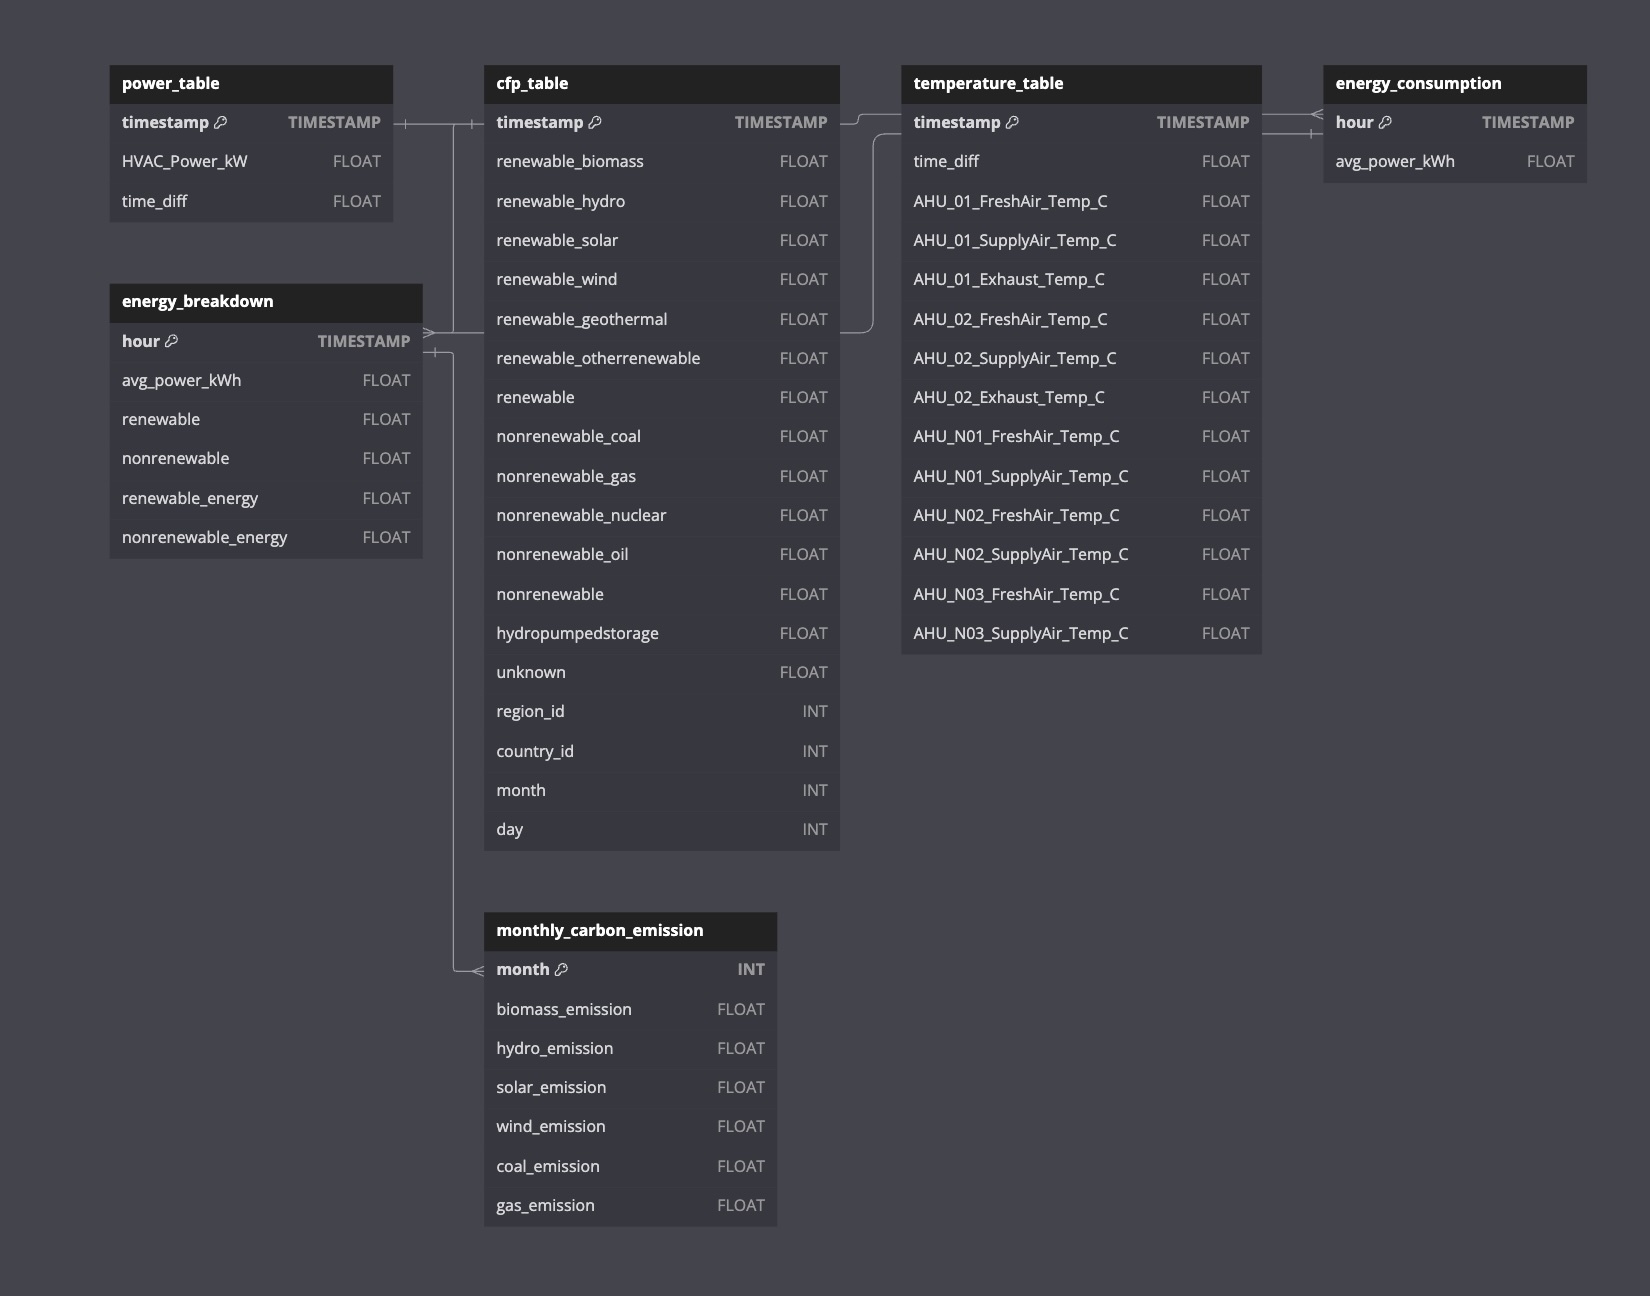 power_table
timestamp TIMESTAMP
HVAC_Power_kW FLOAT
time_diff FLOAT
energy_breakdown
hour TIMESTAMP
avg_power_kWh FLOAT
renewable FLOAT
nonrenewable FLOAT
renewable_energy FLOAT
nonrenewable_energy FLOAT
cfp_table
timestamp TIMESTAMP
renewable_biomass FLOAT
renewable_hydro FLOAT
renewable_solar FLOAT
renewable_wind FLOAT
renewable_geothermal FLOAT
renewable_otherrenewable FLOAT
renewable FLOAT
nonrenewable_coal FLOAT
nonrenewable_gas FLOAT
nonrenewable_nuclear FLOAT
nonrenewable_oil FLOAT
nonrenewable FLOAT
hydropumpedstorage FLOAT
unknown FLOAT
region_id INT
country_id INT
month INT
day INT
monthly_carbon_emission
month INT
biomass_emission FLOAT
hydro_emission FLOAT
solar_emission FLOAT
wind_emission FLOAT
coal_emission FLOAT
gas_emission FLOAT
temperature_table
timestamp TIMESTAMP
time_diff FLOAT
AHU_01_FreshAir_Temp_C FLOAT
AHU_01_SupplyAir_Temp_C FLOAT
AHU_01_Exhaust_Temp_C FLOAT
AHU_02_FreshAir_Temp_C FLOAT
AHU_02_SupplyAir_Temp_C FLOAT
AHU_02_Exhaust_Temp_C FLOAT
AHU_N01_FreshAir_Temp_C FLOAT
AHU_N01_SupplyAir_Temp_C FLOAT
AHU_N02_FreshAir_Temp_C FLOAT
AHU_N02_SupplyAir_Temp_C FLOAT
AHU_N03_FreshAir_Temp_C FLOAT
AHU_N03_SupplyAir_Temp_C FLOAT
energy_consumption
hour TIMESTAMP
avg_power_kWh FLOAT